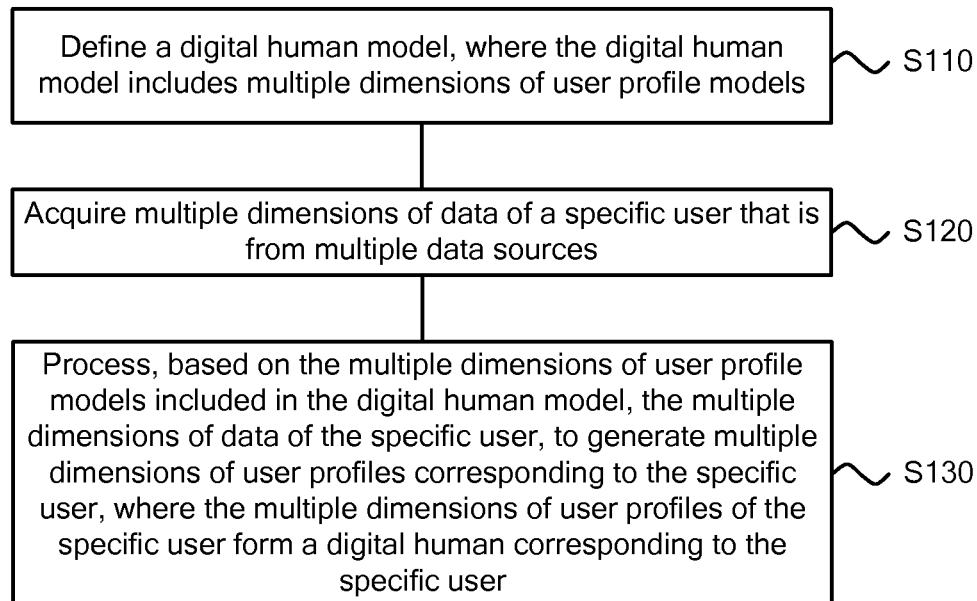 Define a digital human model, where the digital human
model includes multiple dimensions of user profile models
S110
Acquire multiple dimensions of data of a specific user that is
from multiple data sources
S120
Process, based on the multiple dimensions of user profile
models included in the digital human model, the multiple
dimensions of data of the specific user, to generate multiple
dimensions of user profiles corresponding to the specific
user, where the multiple dimensions of user profiles of the
specific user form a digital human corresponding to the
specific user
S130